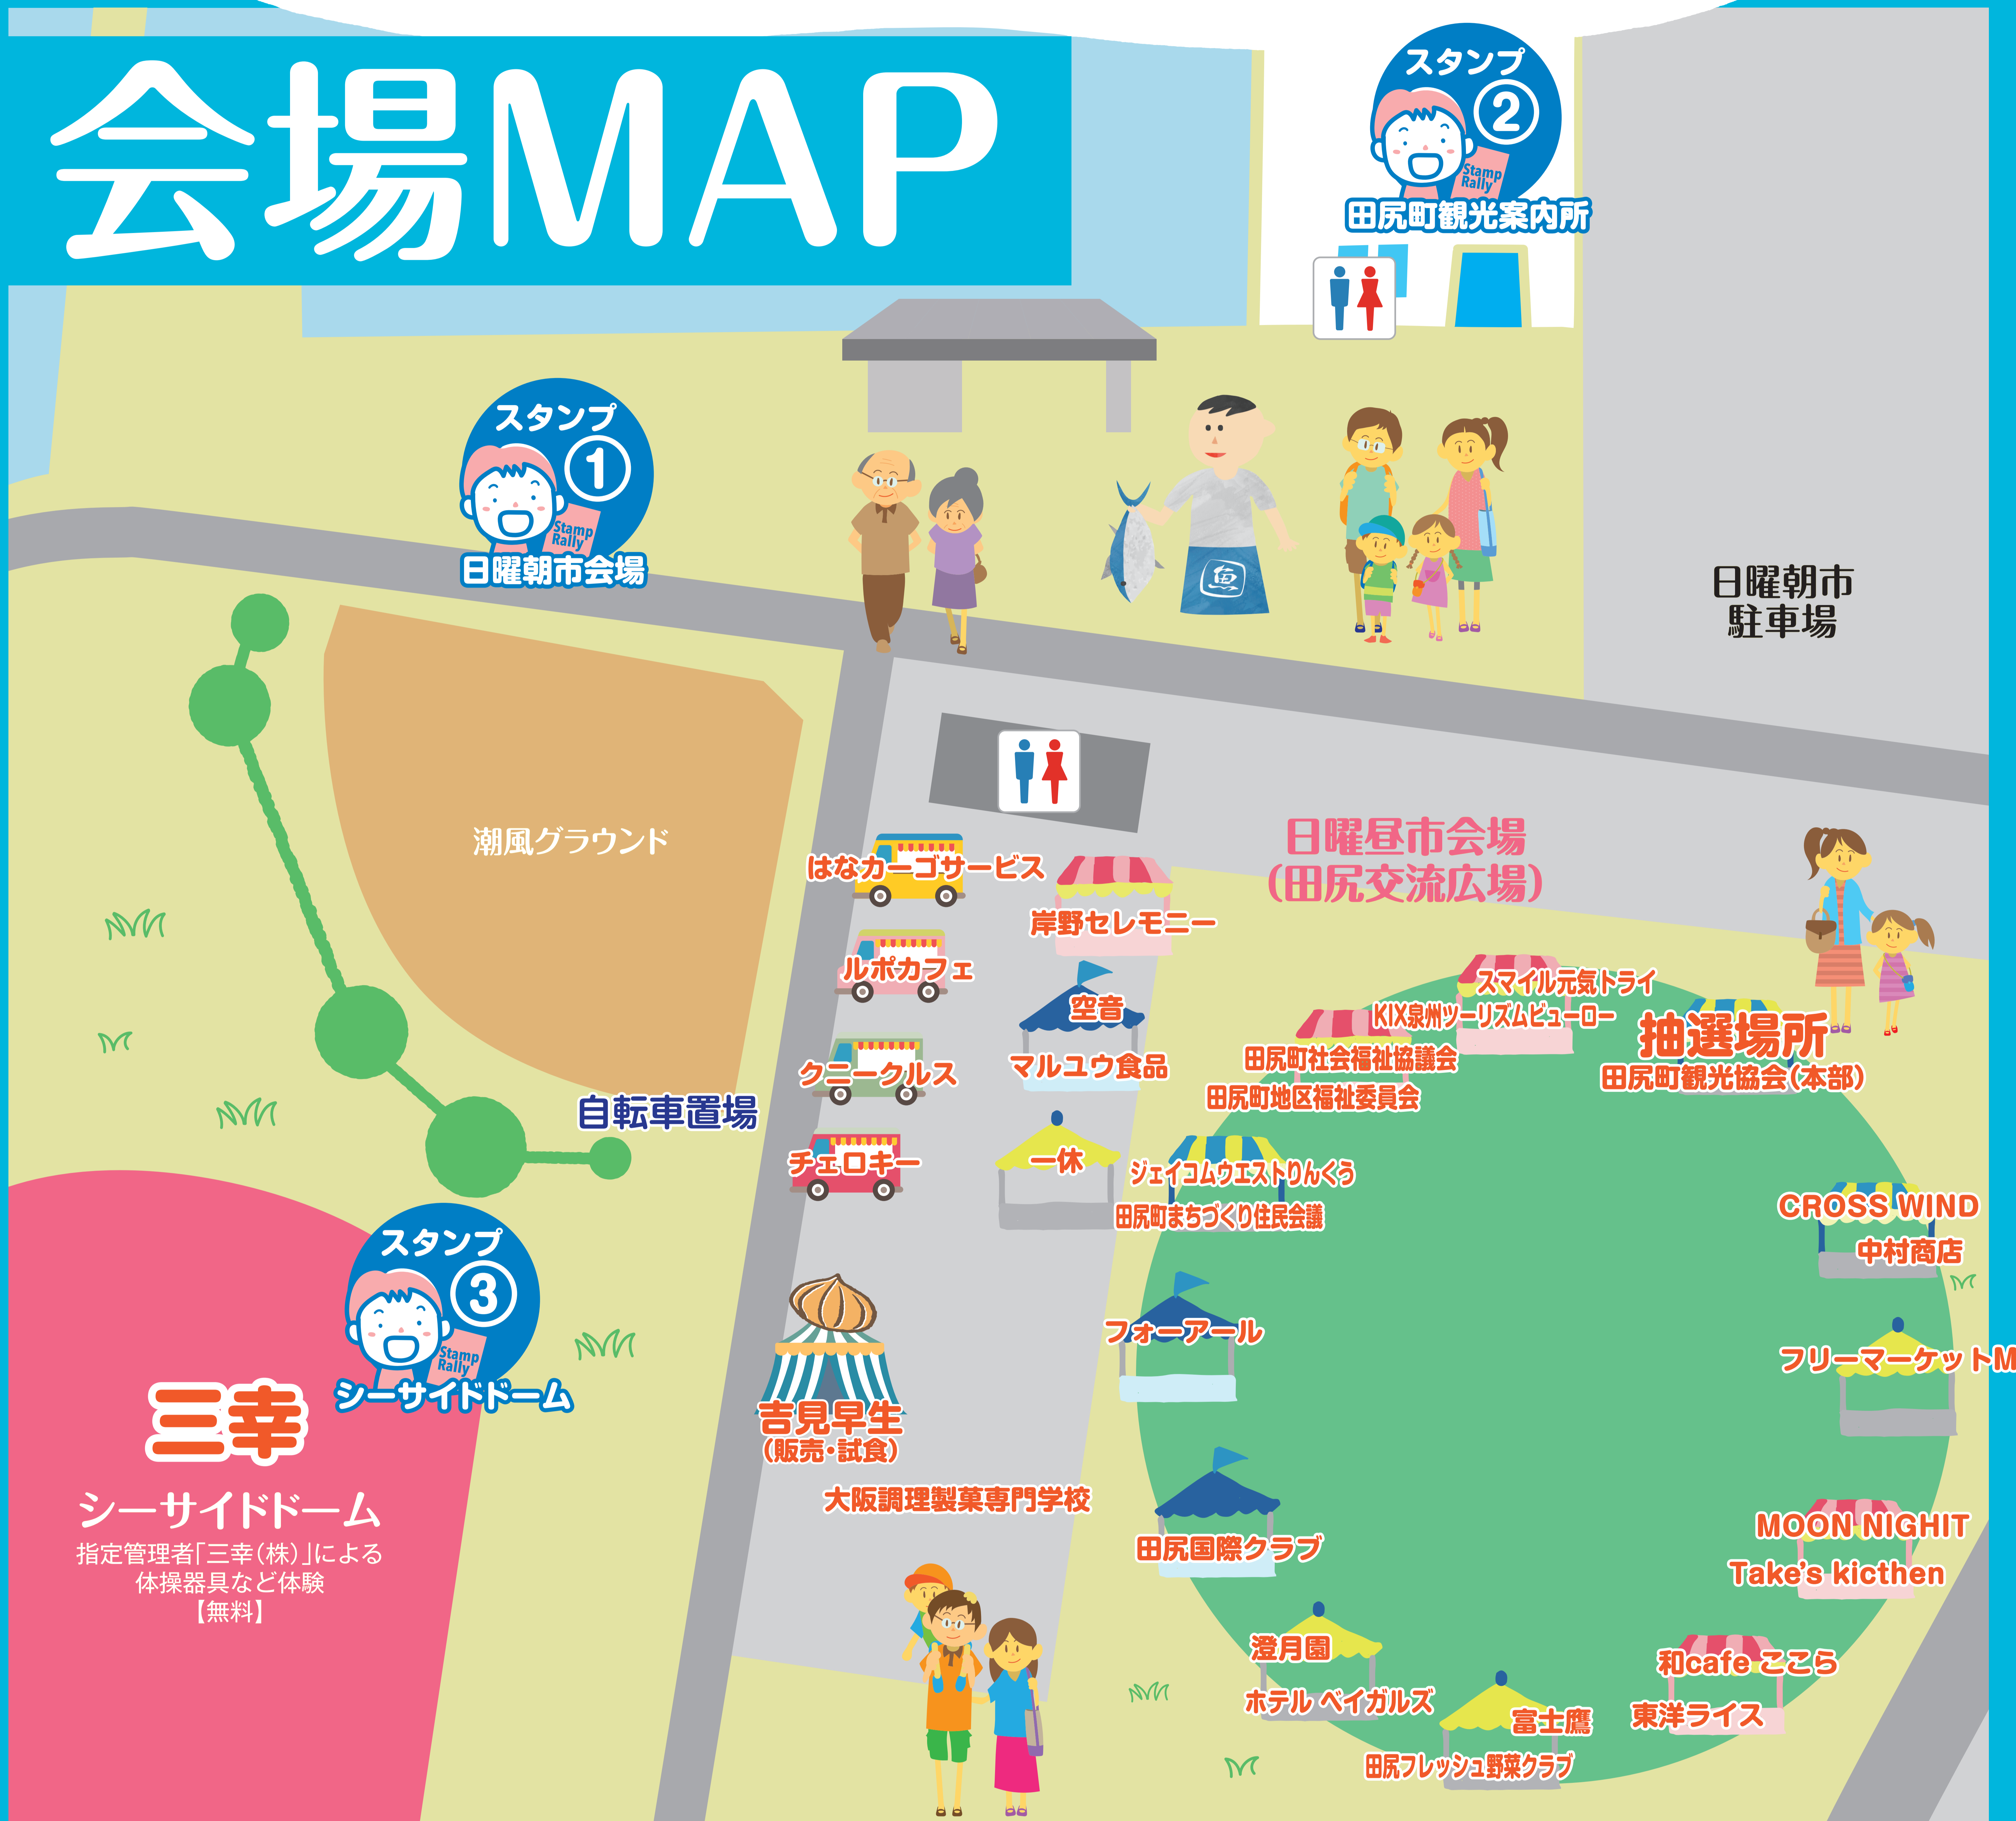 会場MAP
スタンプ
2
Stamp
Rally
田尻町観光案内所
スタンプ
1
Stamp
Rally
日曜朝市会場
魚
日曜朝市
駐車場
潮風グラウンド
日曜昼市会場
(田尻交流広場)
はなカーゴサービス
岸野セレモニー
ルポカフェ
空音
マルユウ食品
クニークルス
チェロキー
一休
自転車置場
スマイル元気トライ
KIX泉州ツーリズムビューロー
田尻町社会福祉協議会
田尻町地区福祉委員会
抽選場所
田尻町観光協会(本部)
ジェイコムウエストりんくう
田尻町まちづくり住民会議
CROSS WIND
中村商店
フォーアール
フリーマーケットM
スタンプ
3
Stamp
Rally
シーサイドドーム
三幸
シーサイドドーム
指定管理者「三幸(株)」による
体操器具など体験
【無料】
吉見早生
(販売・試食)
大阪調理製菓専門学校
田尻国際クラブ
MOON NIGHIT
Take's kicthen
澄月園
ホテル ベイガルズ
和cafe ここら
東洋ライス
富士鷹
田尻フレッシュ野菜クラブ